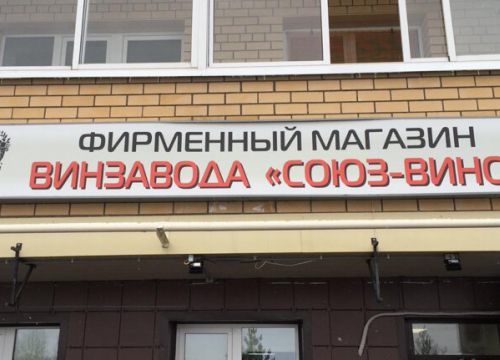 ФИРМЕННЫЙ МАГАЗИН
ВИНЗАВОДА «СОЮЗ-ВИНО